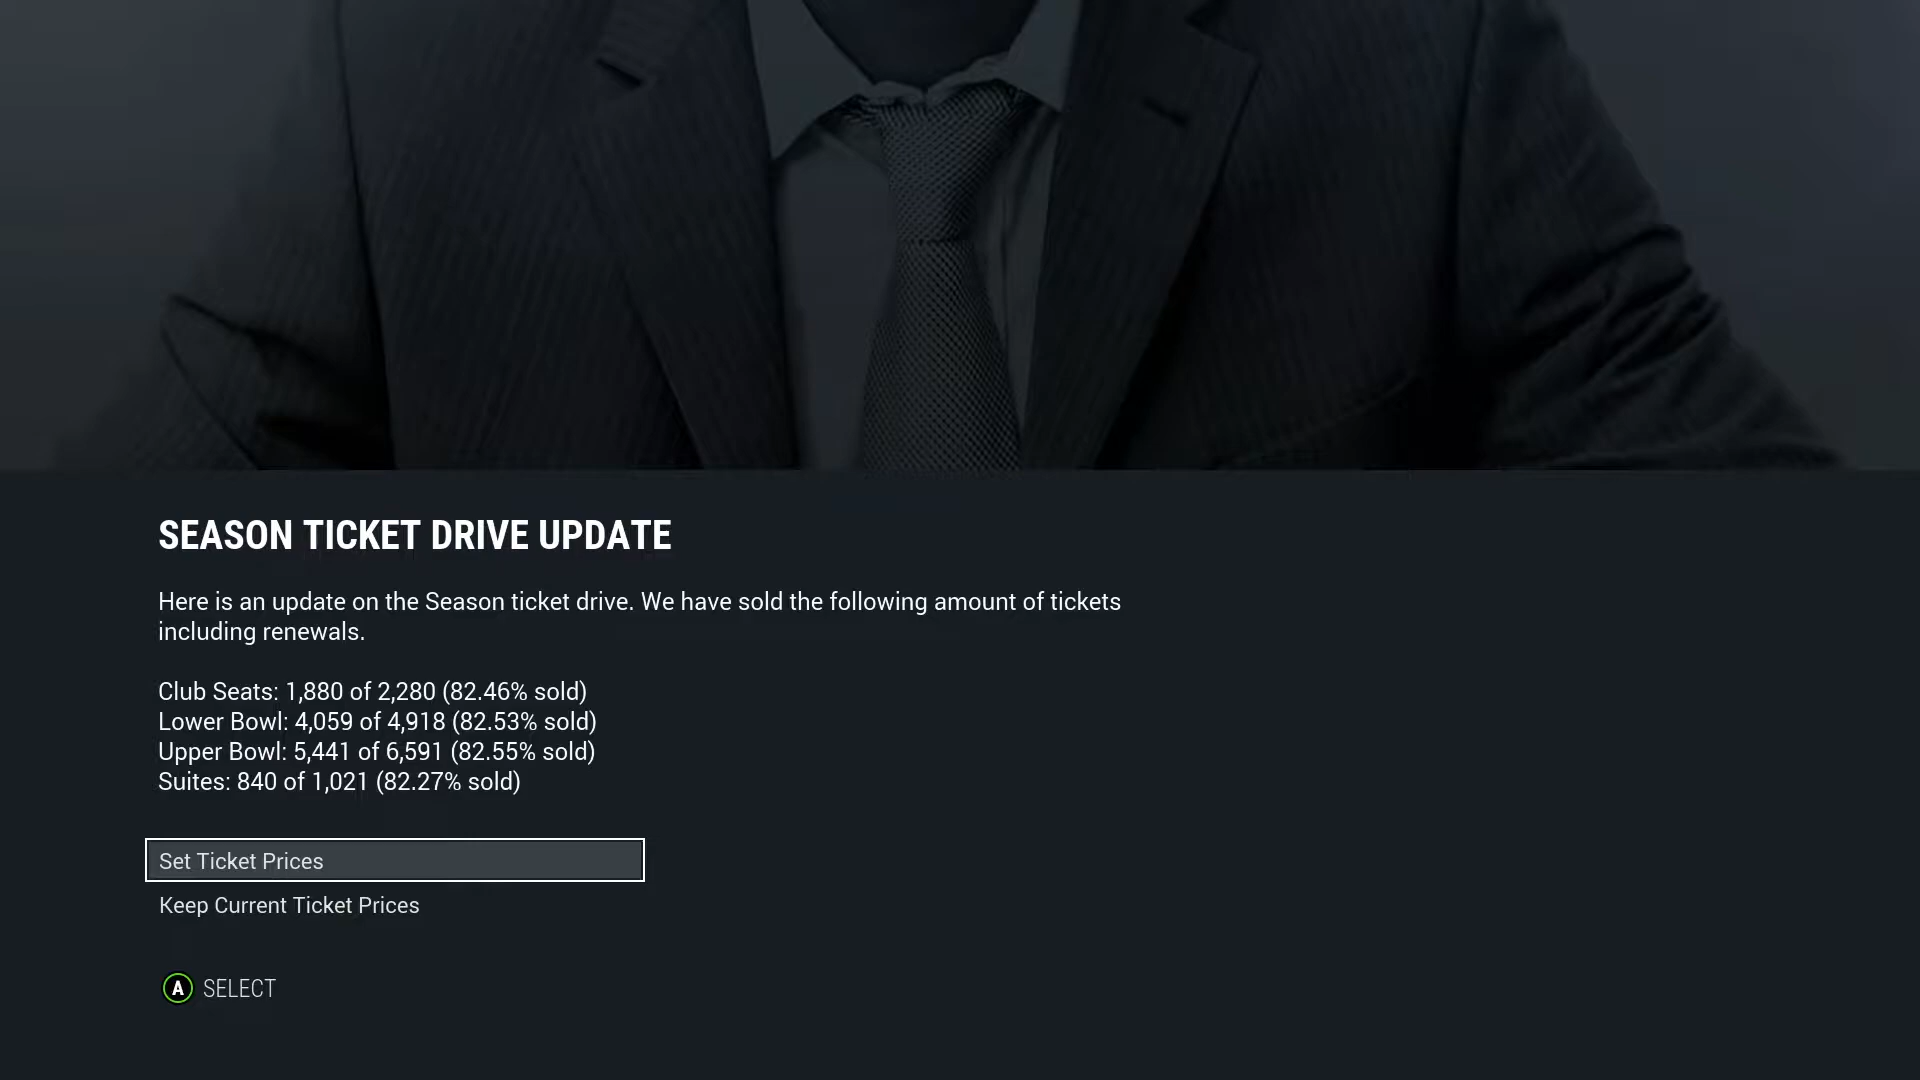 SEASON TICKET DRIVE UPDATE
Here is an update on the Season ticket drive. We have sold the following amount of tickets
including renewals.
Club Seats: 1,880 of 2,280 (82.46% sold)
Lower Bowl: 4,059 of 4,918 (82.53% sold)
Upper Bowl: 5,441 of 6,591 (82.55% sold)
Suites: 840 of 1,021 (82.27% sold)
Set Ticket Prices
Keep Current Ticket Prices
A SELECT